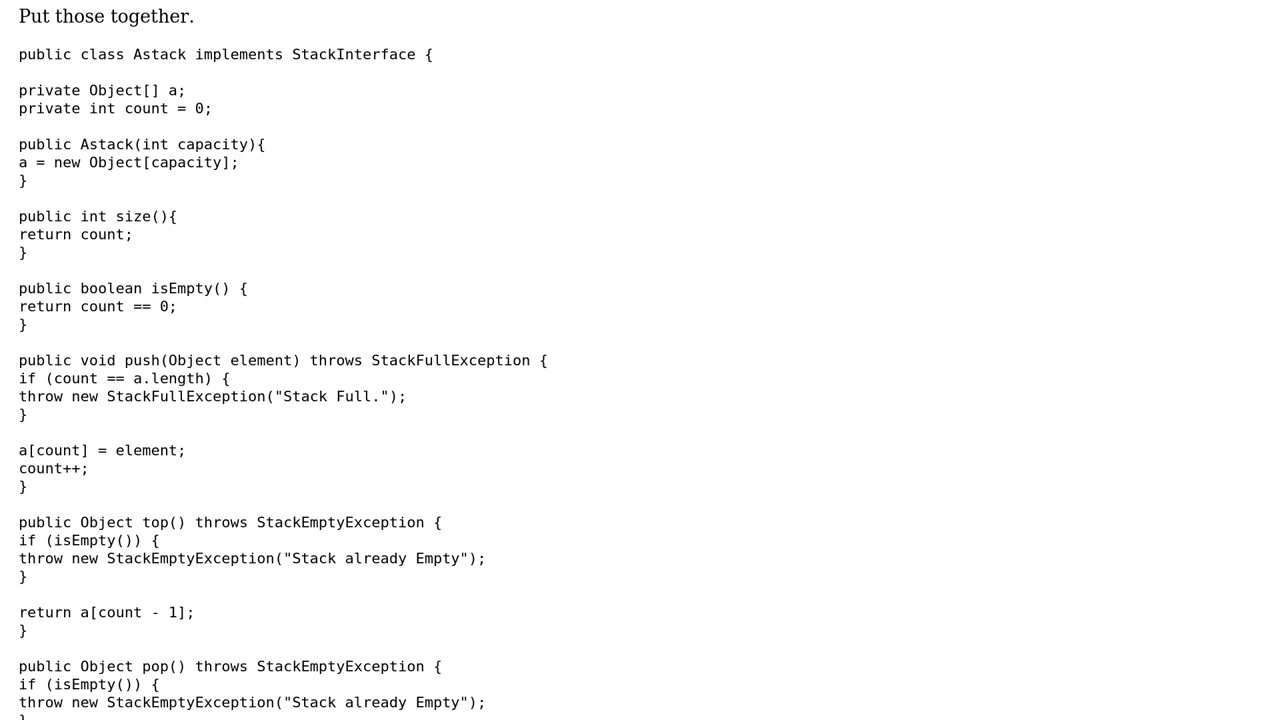 Put those together.
public class Astack implements StackInterface {
private Object[] a;
private int count = 0;
public Astack(int capacity){
a = new Object[capacity];
}
public int size(){
return count;
}
public boolean isEmpty() {
return count == 0;
}
public void push(Object element) throws StackFullException {
if (count == a.length) {
throw new StackFullException("Stack Full.");
}
a[count] = element;
count++;
}
public Object top() throws StackEmptyException {
if (isEmpty()) {
throw new StackEmptyException("Stack already Empty");
}
return a[count - 1];
}
public Object pop() throws StackEmptyException {
if (isEmpty()) {
throw new StackEmptyException("Stack already Empty");
}